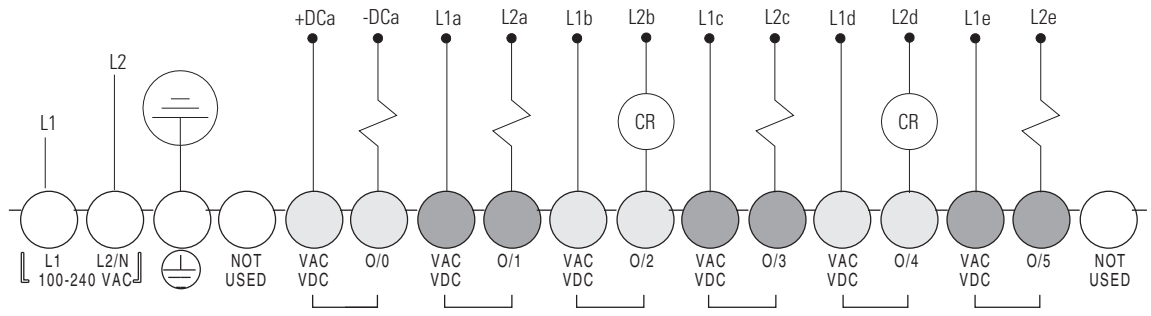 +DCa -DCa L1a L2a L1b L2b L1c L2c L1d L2d L1e L2e
L2
L1
CR CR
L1 L2/N NOT VAC O/0 VAC O/1 VAC O/2 VAC O/3 VAC O/4 VAC O/5 NOT
100-240 VAC USED VDC VDC VDC VDC VDC VDC USED